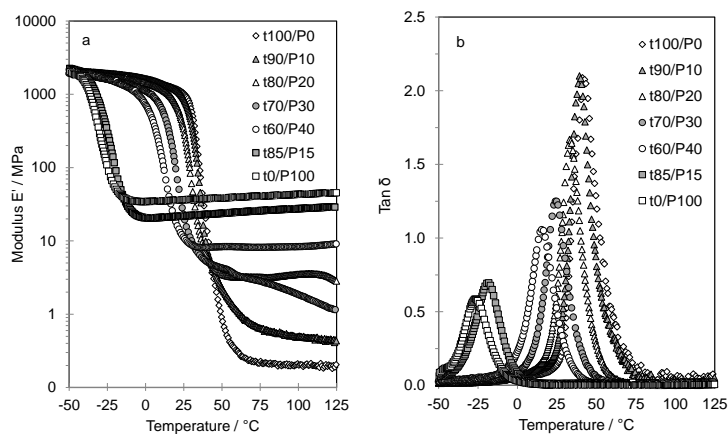 a
t100/P0
t90/P10
t80/P20
t70/P30
t60/P40
t85/P15
t0/P100
Modulus E' / MPa
10000
1000
100
10
1
0
-50 -25 0 25 50 75 100 125
Temperature / °C
b
t100/P0
t90/P10
t80/P20
t70/P30
t60/P40
t85/P15
t0/P100
Tan δ
2.5
2.0
1.5
1.0
0.5
0.0
-50 -25 0 25 50 75 100 125
Temperature / °C